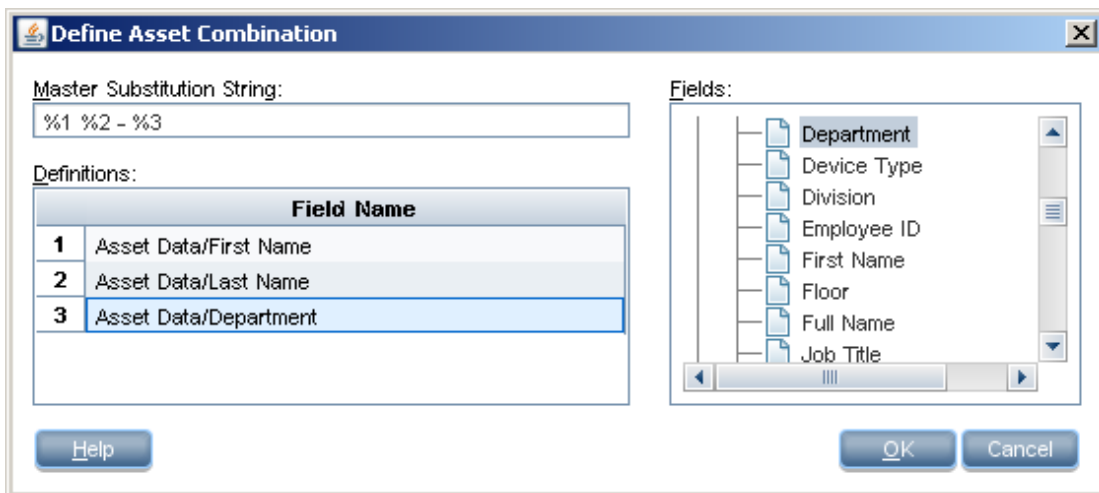 Define Asset Combination
Master Substitution String:
%1 %2 - %3
Definitions:
Field Name
1 Asset Data/First Name
2 Asset Data/Last Name
3 Asset Data/Department
Fields:
Department
Device Type
Division
Employee ID
First Name
Floor
Full Name
Job Title
Help
OK
Cancel